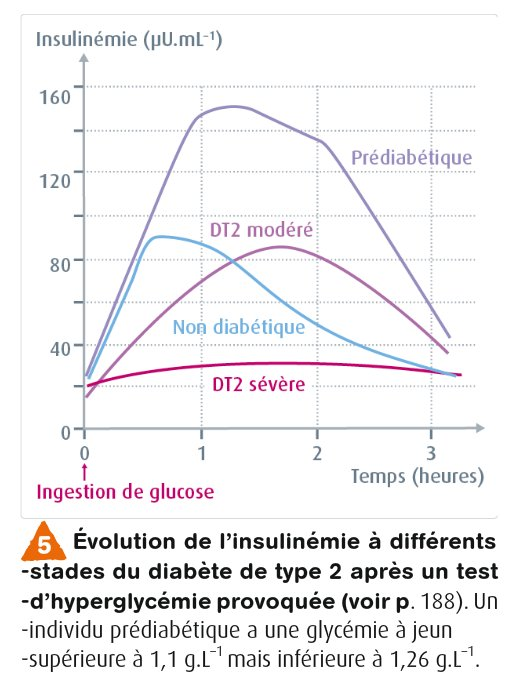 Insulinémie (µU.mL⁻¹)
160
120
80
40
0
Prédiabétique
DT2 modéré
Non diabétique
DT2 sévère
0 1 2 3
Temps (heures)
Ingestion de glucose
5 Évolution de l'insulinémie à différents
-stades du diabète de type 2 après un test
-d'hyperglycémie provoquée (voir p. 188). Un
-individu prédiabétique a une glycémie à jeun
-supérieure à 1,1 g.L⁻¹ mais inférieure à 1,26 g.L⁻¹.